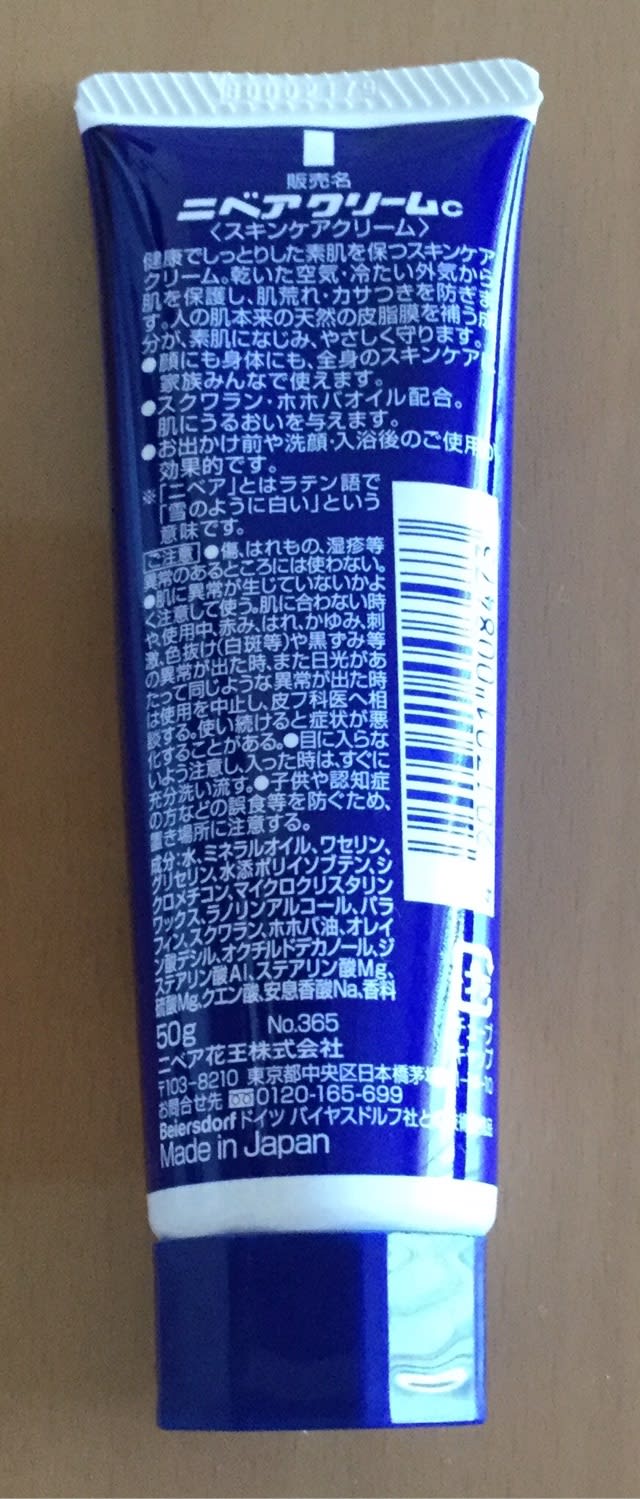 00002179
販売名
ニベアクリームc
〈スキンケアクリーム〉
健康でしっとりした素肌を保つスキンケア
クリーム。乾いた空気・冷たい外気から
肌を保護し、肌荒れ・カサつきを防ぎま
す。人の肌本来の天然の皮脂膜を補う成
分が、素肌になじみ、やさしく守ります。
●顔にも身体にも、全身のスキンケアに
家族みんなで使えます。
●スクワラン・ホホバオイル配合。
肌にうるおいを与えます。
●お出かけ前や洗顔・入浴後のご使用が
効果的です。
※「ニベア」とはラテン語で
「雪のように白い」という
意味です。
ご注意 ●傷、はれもの、湿疹等
異常のあるところには使わない。
●肌に異常が生じていないかよ
く注意して使う。肌に合わない時
や、使用中、赤み、はれ、かゆみ、刺
激、色抜け(白斑等)や黒ずみ等
の異常が出た時、また日光があ
たって同じような異常が出た時
は使用を中止し、皮フ科医へ相
談する。使い続けると症状が悪
化することがある。●目に入らな
いよう注意し、入った時は、すぐに
充分洗い流す。●子供や認知症
の方などの誤食等を防ぐため、
置き場所に注意する。
成分:水、ミネラルオイル、ワセリン、
グリセリン、水添ポリイソブテン、シ
クロメチコン、マイクロクリスタリン
ワックス、ラノリンアルコール、パラ
フィン、スクワラン、ホホバ油、オレイ
ン酸デシル、オクチルドデカノール、ジ
ステアリン酸Al、ステアリン酸Mg、
硫酸Mg、クエン酸、安息香酸Na、香料
50g No.365
ニベア花王株式会社
〒103-8210 東京都中央区日本橋茅場
お問合せ先 0120-165-699
Beiersdorfドイツ バイヤスドルフ社と
Made in Japan